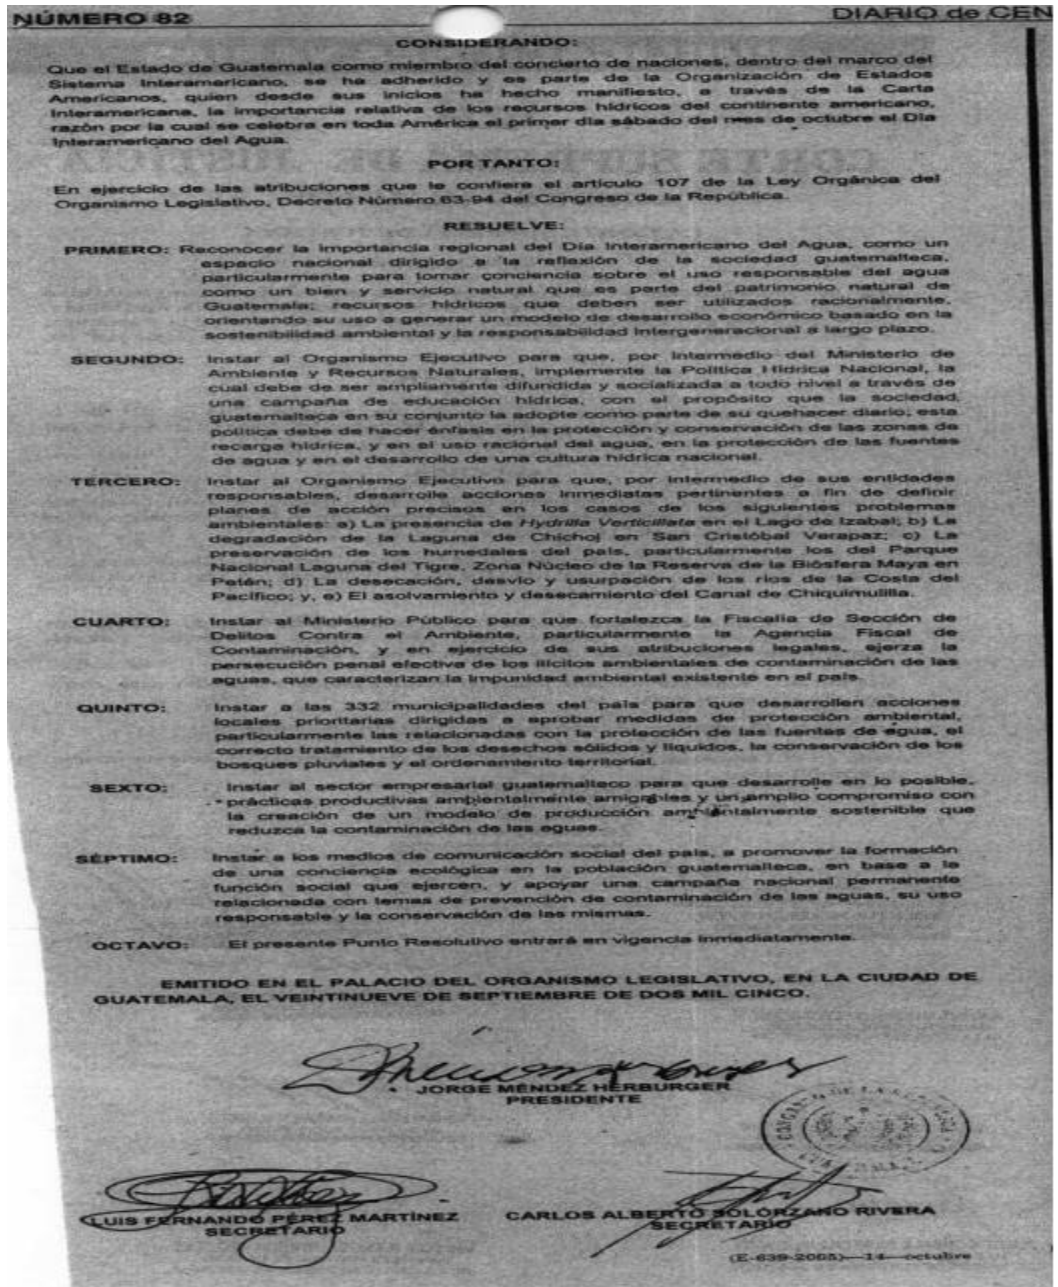 NÚMERO 82
DIARIO de CEN
CONSIDERANDO:
Que el Estado de Guatemala como miembro del concierto de naciones, dentro del marco del
Sistema Interamericano, se ha adherido y es parte de la Organización de Estados
Americanos, quien desde sus inicios ha hecho manifiesto, a través de la Carta
Interamericana, la importancia relativa de los recursos hídricos del continente americano,
razón por la cual se celebra en toda América el primer día sábado del mes de octubre el Día
Interamericano del Agua.
POR TANTO:
En ejercicio de las atribuciones que le confiere el artículo 107 de la Ley Orgánica del
Organismo Legislativo, Decreto Número 63-94 del Congreso de la República.
RESUELVE:
PRIMERO: Reconocer la importancia regional del Día Interamericano del Agua, como un
espacio nacional dirigido a la reflexión de la sociedad guatemalteca,
particularmente para tomar conciencia sobre el uso responsable del agua
como un bien y servicio natural que es parte del patrimonio natural de
Guatemala; recursos hídricos que deben ser utilizados racionalmente,
orientando su uso a generar un modelo de desarrollo económico basado en la
sostenibilidad ambiental y la responsabilidad intergeneracional a largo plazo.
SEGUNDO: Instar al Organismo Ejecutivo para que, por intermedio del Ministerio de
Ambiente y Recursos Naturales, implemente la Política Hídrica Nacional, la
cual debe de ser ampliamente difundida y socializada a todo nivel a través de
una campaña de educación hídrica, con el propósito que la sociedad
guatemalteca en su conjunto la adopte como parte de su quehacer diario; esta
política debe de hacer énfasis en la protección y conservación de las zonas de
recarga hídrica, y en el uso racional del agua, en la protección de las fuentes
de agua y en el desarrollo de una cultura hídrica nacional.
TERCERO: Instar al Organismo Ejecutivo para que, por intermedio de sus entidades
responsables, desarrolle acciones inmediatas pertinentes a fin de definir
planes de acción precisos en los casos de los siguientes problemas
ambientales: a) La presencia de Hydrilla Verticillata en el Lago de Izabal; b) La
degradación de la Laguna de Chichoj en San Cristóbal Verapaz; c) La
preservación de los humedales del país, particularmente los del Parque
Nacional Laguna del Tigre, Zona Núcleo de la Reserva de la Biósfera Maya en
Petén; d) La desecación, desvío y usurpación de los ríos de la Costa del
Pacífico; y, e) El asolvamiento y desecamiento del Canal de Chiquimulilla.
CUARTO: Instar al Ministerio Público para que fortalezca la Fiscalía de Sección de
Delitos Contra el Ambiente, particularmente la Agencia Fiscal de
Contaminación, y en ejercicio de sus atribuciones legales, ejerza la
persecución penal efectiva de los ilícitos ambientales de contaminación de las
aguas, que caracterizan la impunidad ambiental existente en el país.
QUINTO: Instar a las 332 municipalidades del país para que desarrollen acciones
locales prioritarias dirigidas a aprobar medidas de protección ambiental,
particularmente las relacionadas con la protección de las fuentes de agua, el
correcto tratamiento de los desechos sólidos y líquidos, la conservación de los
bosques pluviales y el ordenamiento territorial.
SEXTO: Instar al sector empresarial guatemalteco para que desarrolle en lo posible,
prácticas productivas ambientalmente amigables y un amplio compromiso con
la creación de un modelo de producción ambientalmente sostenible que
reduzca la contaminación de las aguas.
SÉPTIMO: Instar a los medios de comunicación social del país, a promover la formación
de una conciencia ecológica en la población guatemalteca, en base a la
función social que ejercen, y apoyar una campaña nacional permanente
relacionada con temas de prevención de contaminación de las aguas, su uso
responsable y la conservación de las mismas.
OCTAVO: El presente Punto Resolutivo entrará en vigencia inmediatamente.
EMITIDO EN EL PALACIO DEL ORGANISMO LEGISLATIVO, EN LA CIUDAD DE
GUATEMALA, EL VEINTINUEVE DE SEPTIEMBRE DE DOS MIL CINCO.
JORGE MÉNDEZ HERBURGER
PRESIDENTE
LUIS FERNANDO PÉREZ MARTÍNEZ
SECRETARIO
CARLOS ALBERTO SOLÓRZANO RIVERA
SECRETARIO
(E-639-2005)—14—octubre